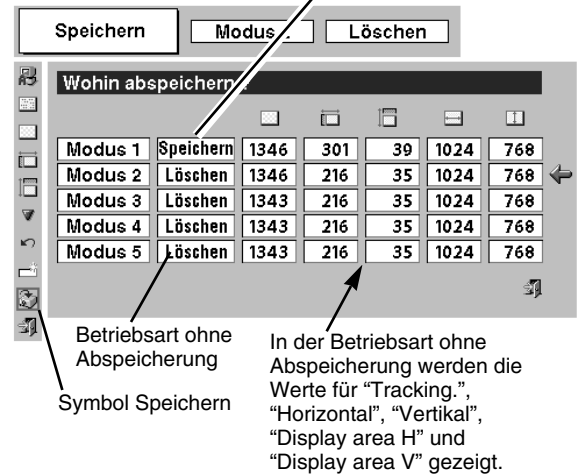 Speichern Modus Löschen
Wohin abspeichern
Modus 1 Speichern 1346 301 39 1024 768
Modus 2 Löschen 1346 216 35 1024 768
Modus 3 Löschen 1343 216 35 1024 768
Modus 4 Löschen 1343 216 35 1024 768
Modus 5 Löschen 1343 216 35 1024 768
Betriebsart ohne
Abspeicherung
Symbol Speichern
In der Betriebsart ohne
Abspeicherung werden die
Werte für “Tracking.”,
“Horizontal”, “Vertikal”,
“Display area H” und
“Display area V” gezeigt.